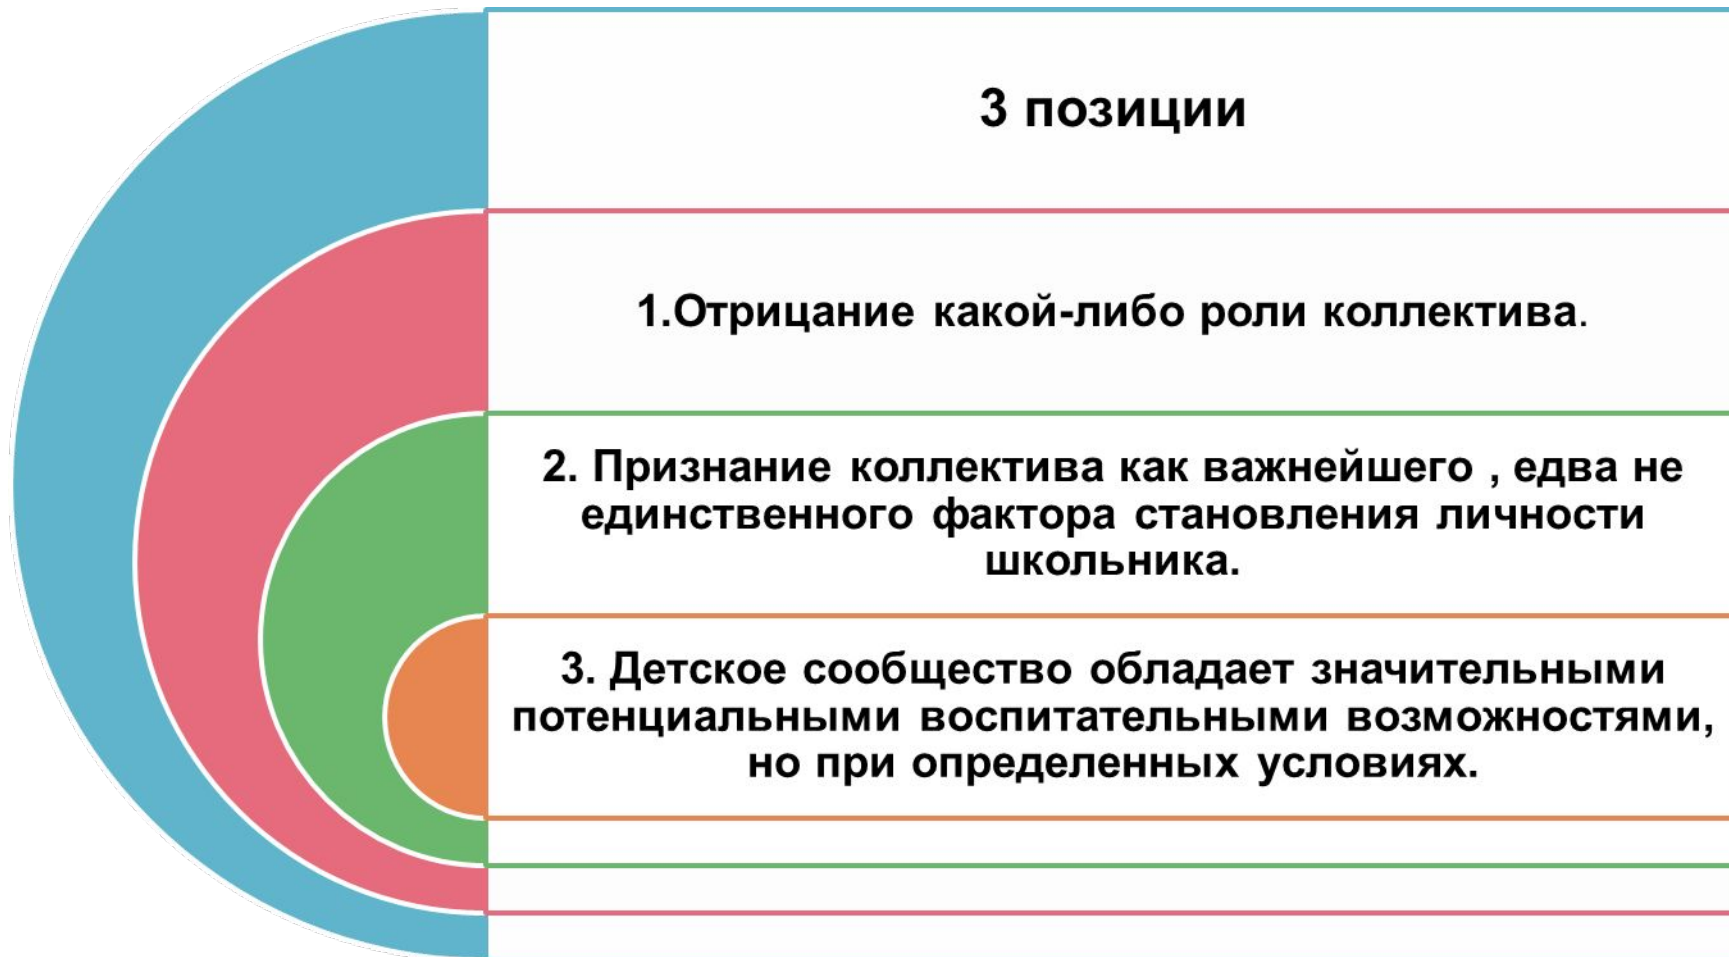 3 позиции
1.Отрицание какой-либо роли коллектива.
2. Признание коллектива как важнейшего , едва не
единственного фактора становления личности
школьника.
3. Детское сообщество обладает значительными
потенциальными воспитательными возможностями,
но при определенных условиях.